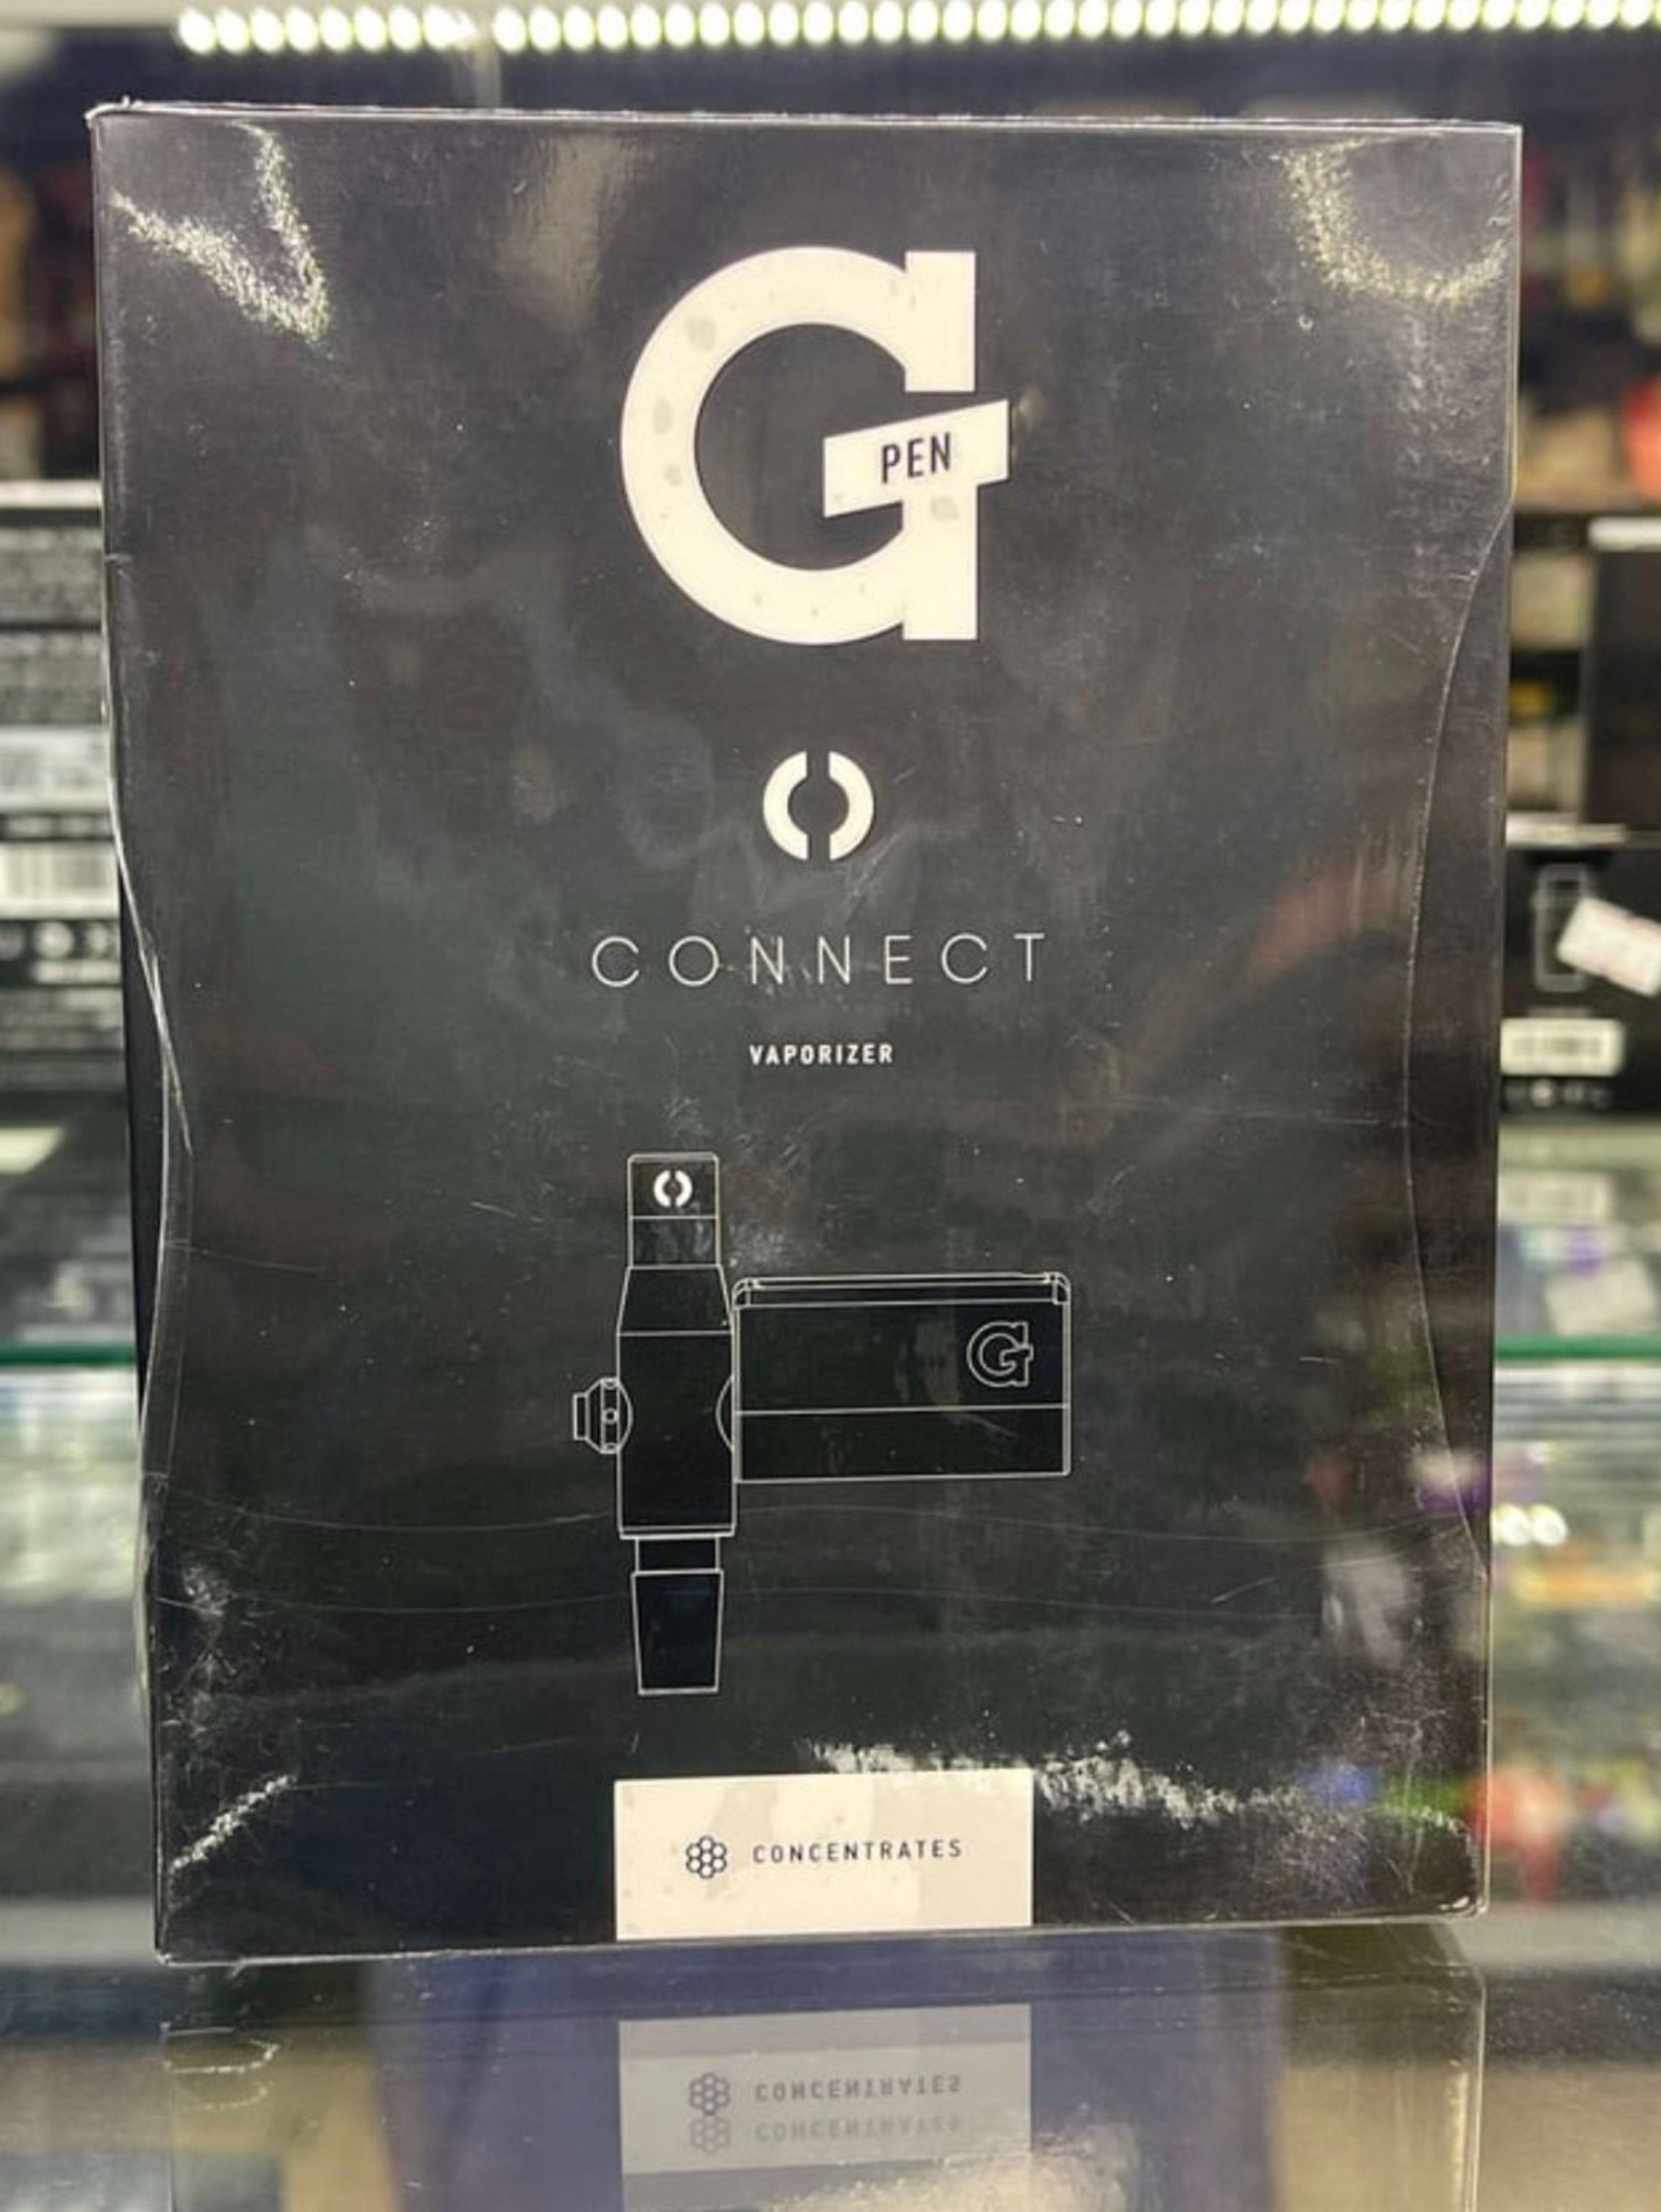 G
PEN
CONNECT
VAPORIZER
G
CONCENTRATES